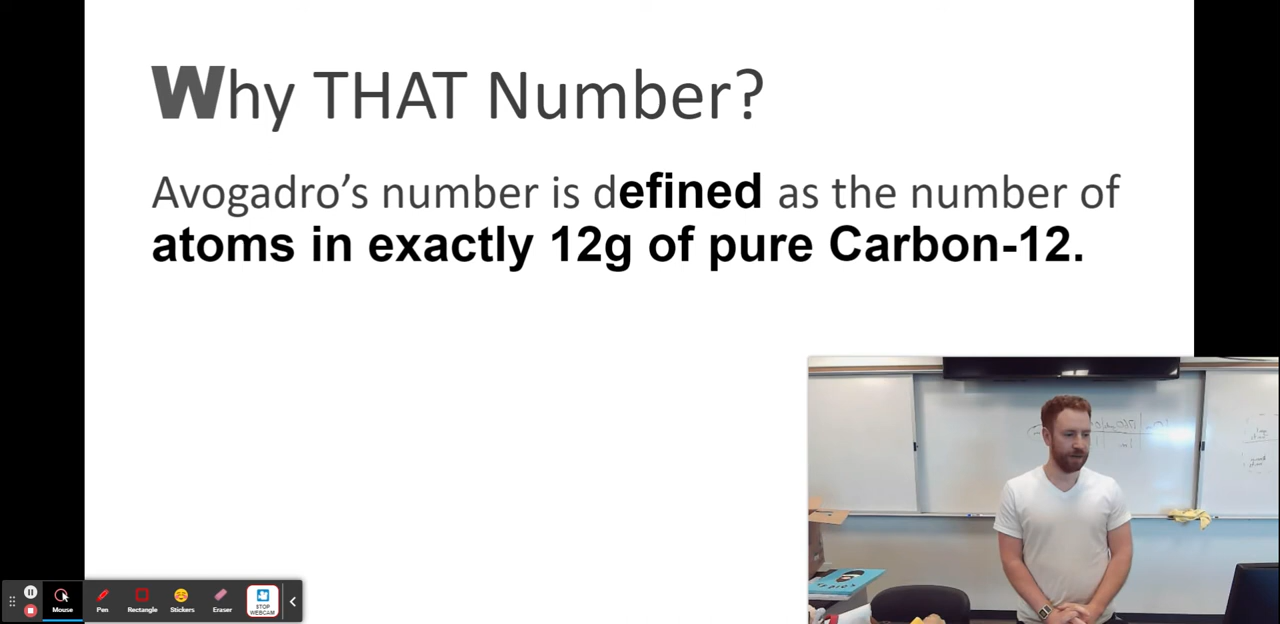 Why THAT Number?
Avogadro’s number is defined as the number of
atoms in exactly 12g of pure Carbon-12.
Mouse
Pen
Rectangle
Stickers
Eraser
STOP
WEBCAM